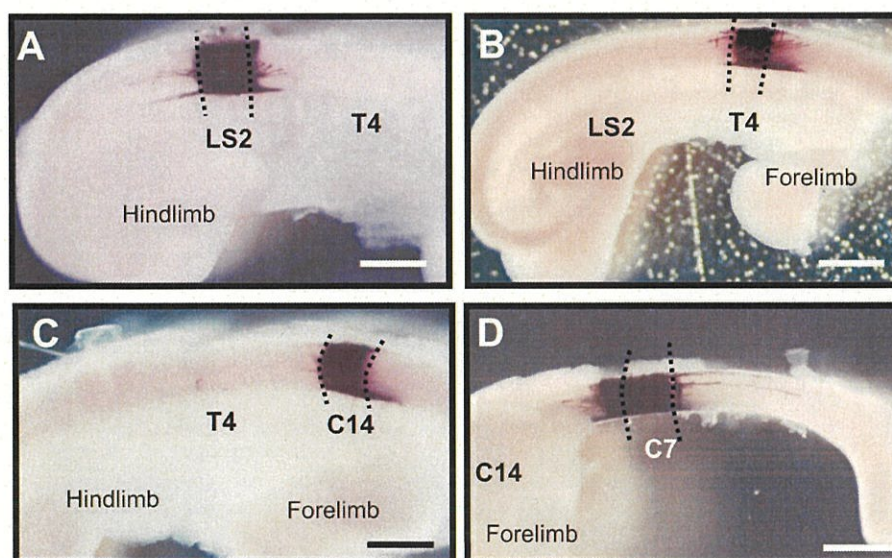 A
LS2
T4
Hindlimb
B
LS2
T4
Hindlimb
Forelimb
C
T4
C14
Hindlimb
Forelimb
D
C7
C14
Forelimb